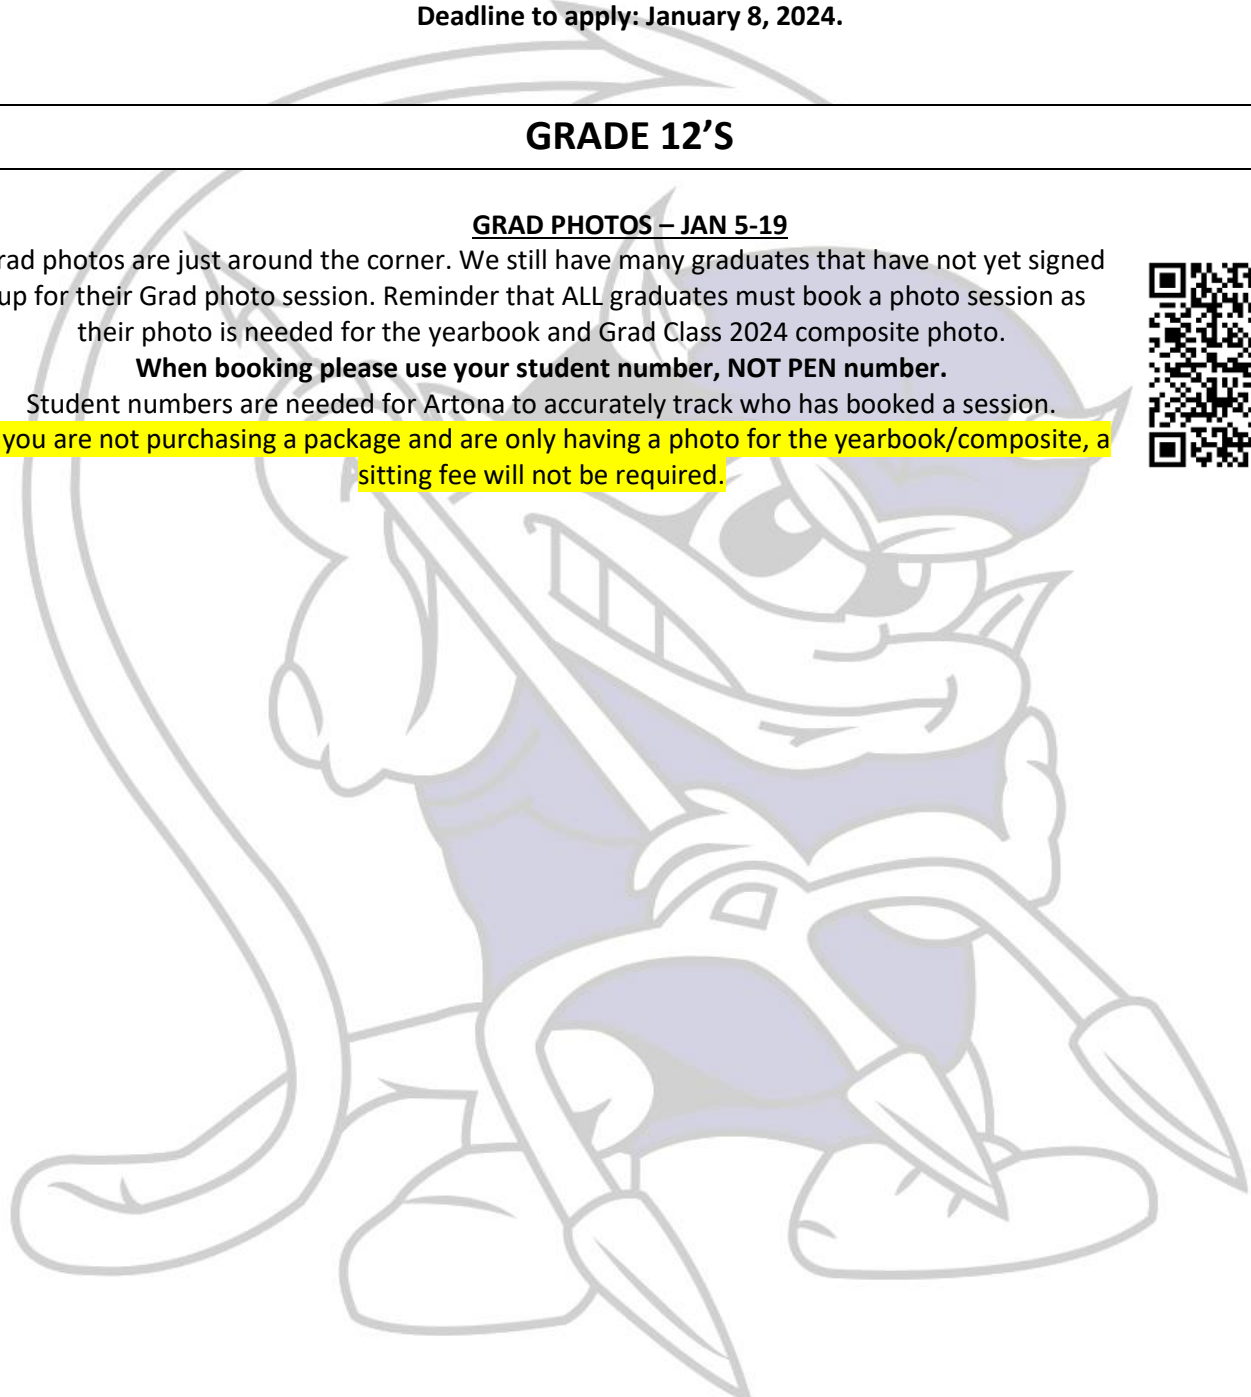 Deadline to apply: January 8, 2024.
GRADE 12’S
GRAD PHOTOS – JAN 5-19
rad photos are just around the corner. We still have many graduates that have not yet signed
up for their Grad photo session. Reminder that ALL graduates must book a photo session as
their photo is needed for the yearbook and Grad Class 2024 composite photo.
When booking please use your student number, NOT PEN number.
Student numbers are needed for Artona to accurately track who has booked a session.
you are not purchasing a package and are only having a photo for the yearbook/composite, a
sitting fee will not be required.